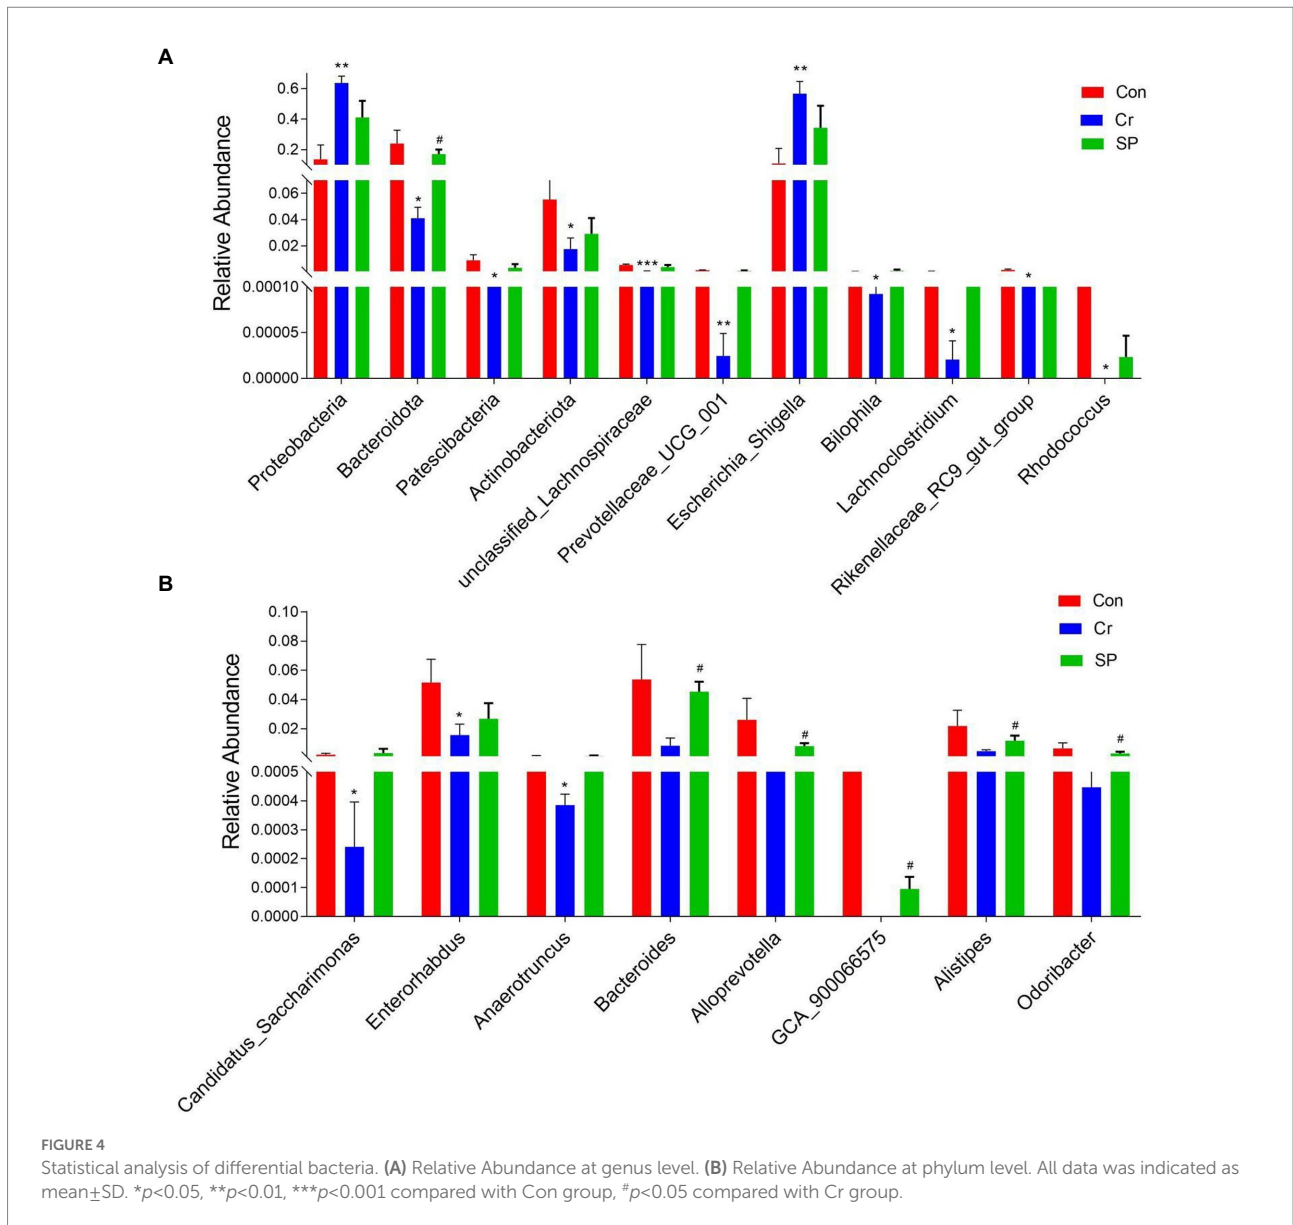 A
Relative Abundance
0.6
0.4
0.2
0.06
0.04
0.02
0.00010
0.00005
0.00000
**
*
#
*
*
***
**
**
*
*
*
*
Con
Cr
SP
Proteobacteria
Bacteroidota
Patescibacteria
Actinobacteriota
unclassified_Lachnospiraceae
Prevotellaceae_UCG_001
Escherichia_Shigella
Bilophila
Lachnoclostridium
Rikenellaceae_RC9_gut_group
Rhodococcus
B
Relative Abundance
0.10
0.08
0.06
0.04
0.02
0.0005
0.0004
0.0003
0.0002
0.0001
0.0000
*
*
*
#
#
#
#
#
Con
Cr
SP
Candidatus_Saccharimonas
Enterorhabdus
Anaerotruncus
Bacteroides
Alloprevotella
GCA_900066575
Alistipes
Odoribacter
FIGURE 4
Statistical analysis of differential bacteria. (A) Relative Abundance at genus level. (B) Relative Abundance at phylum level. All data was indicated as
mean±SD. *p<0.05, **p<0.01, ***p<0.001 compared with Con group, #p<0.05 compared with Cr group.